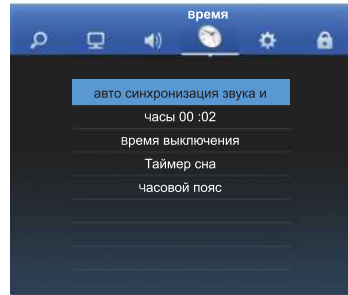 время
авто синхронизация звука и
часы 00 :02
время выключения
Таймер сна
часовой пояс